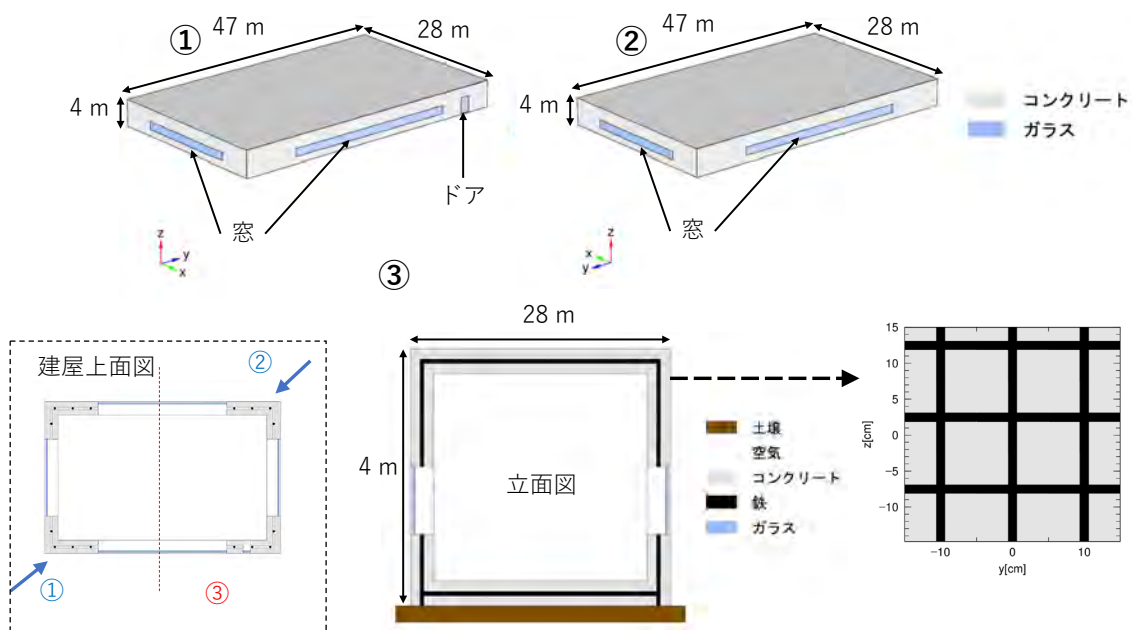 ①
47 m
28 m
4 m
窓
ドア
z
y
x
②
47 m
28 m
4 m
窓
z
x
y
コンクリート
ガラス
③
建屋上面図
②
①
③
28 m
4 m
立面図
土壌
空気
コンクリート
鉄
ガラス
15
10
5
0
−5
−10
z[cm]
−10
0
10
y[cm]